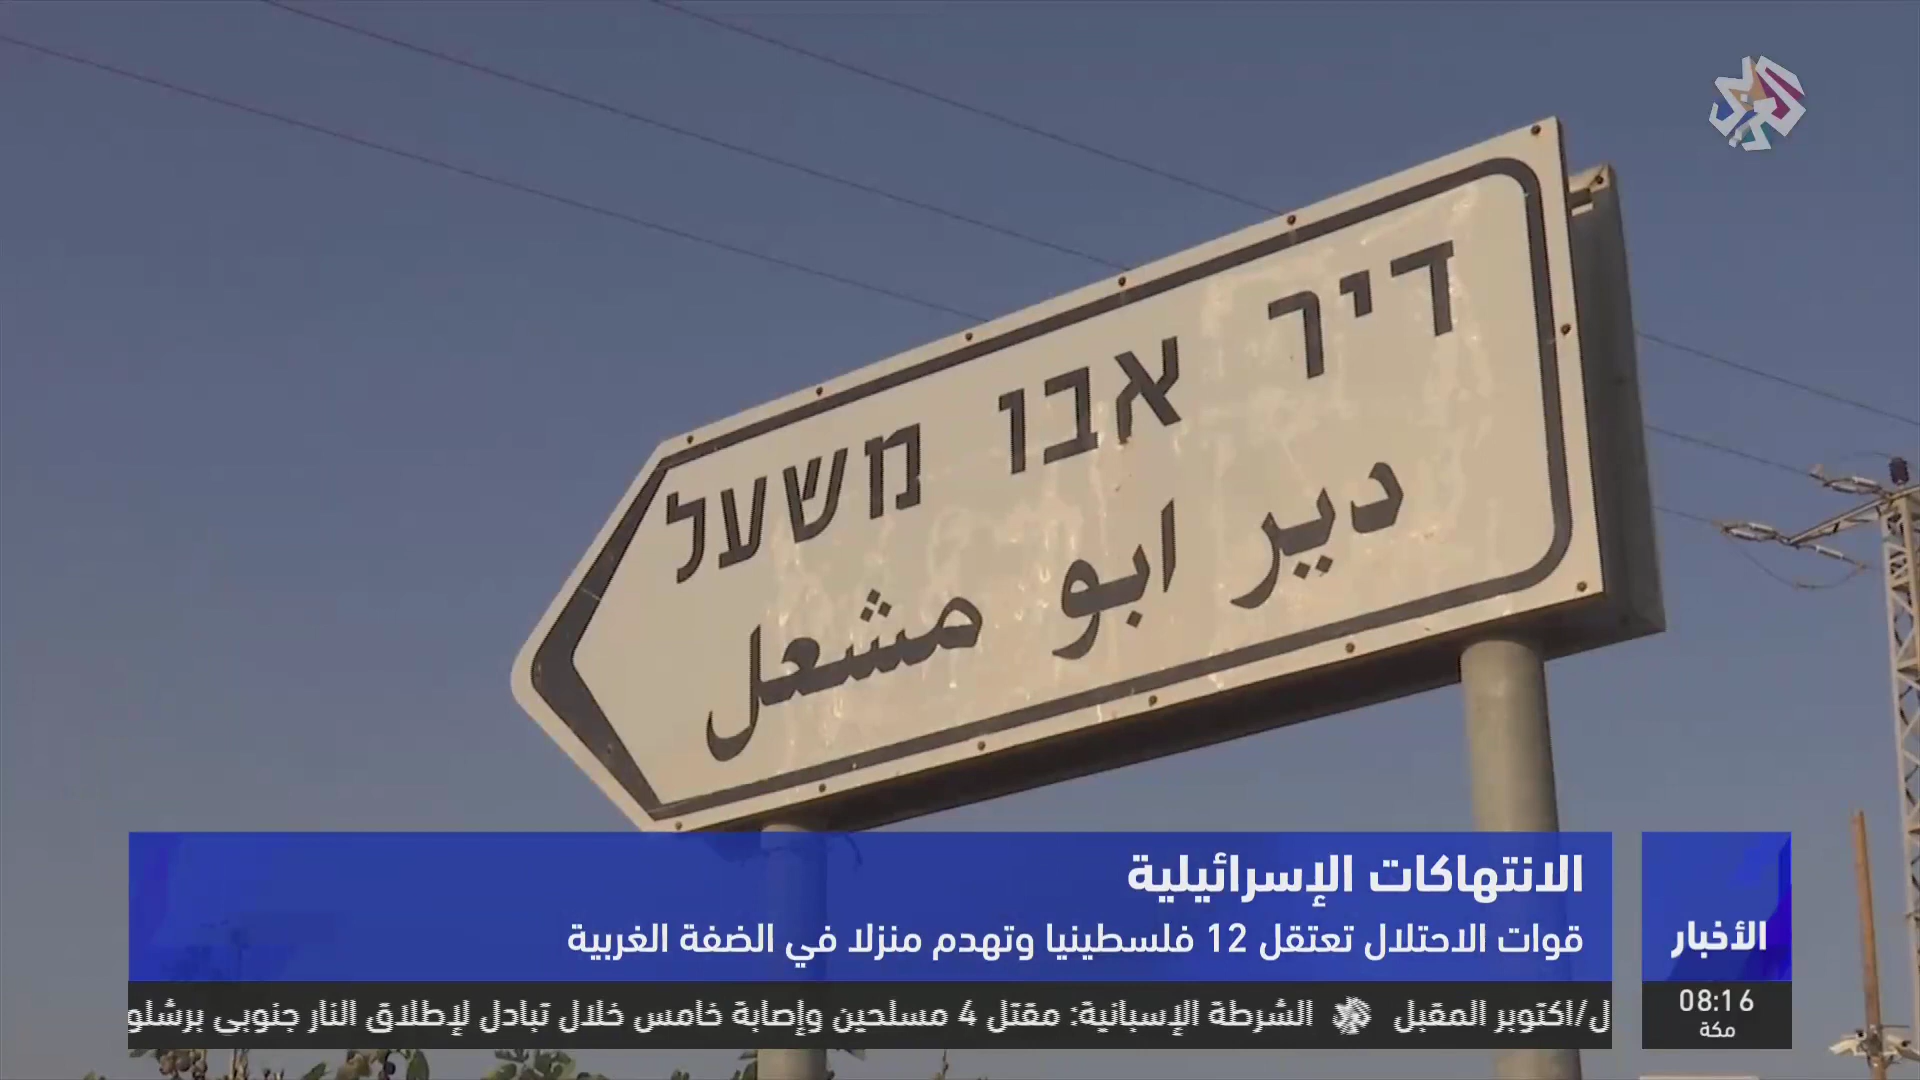 דיר אבו משעל
دير ابو مشعل
الانتهاكات الإسرائيلية
قوات الاحتلال تعتقل 12 فلسطينيا وتهدم منزلا في الضفة الغربية
الأخبار
ل/اكتوبر المقبل الشرطة الإسبانية: مقتل 4 مسلحين وإصابة خامس خلال تبادل لإطلاق النار جنوبي برشلو
08:16
مكة